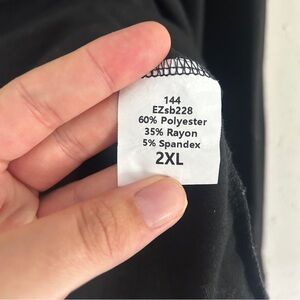 144
EZsb228
60% Polyester
35% Rayon
5% Spandex
2XL